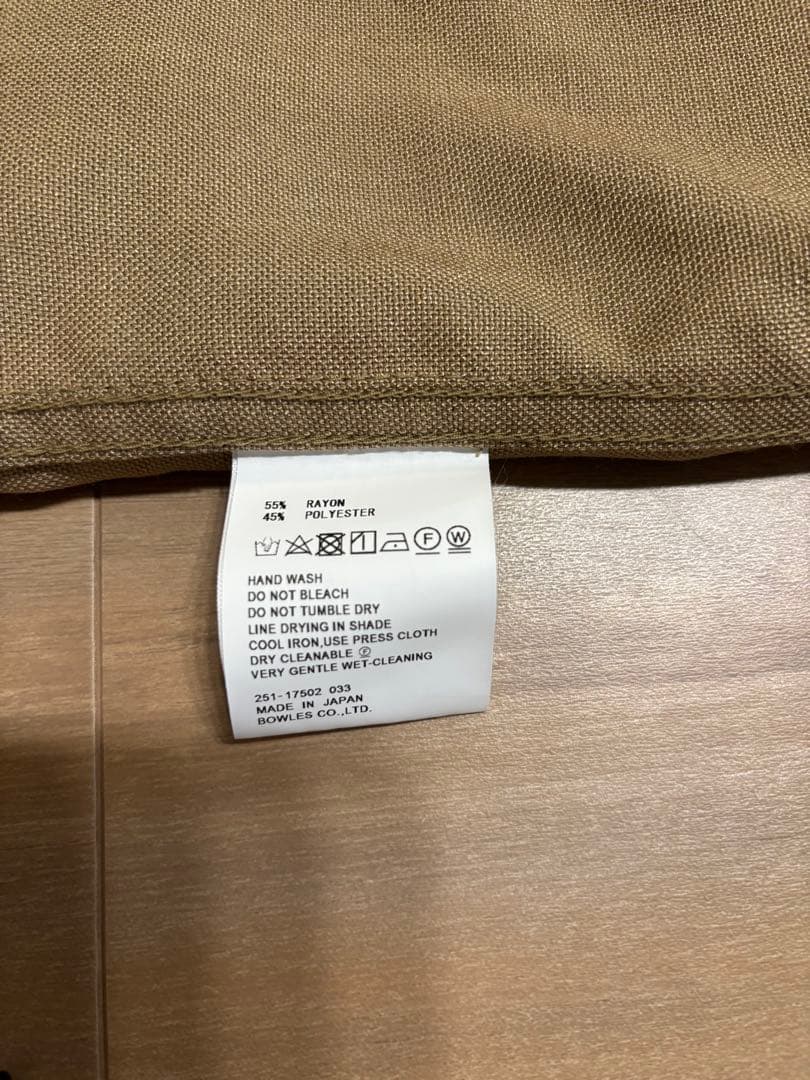 55% RAYON
45% POLYESTER
F W
HAND WASH
DO NOT BLEACH
DO NOT TUMBLE DRY
LINE DRYING IN SHADE
COOL IRON,USE PRESS CLOTH
DRY CLEANABLE Ⓕ
VERY GENTLE WET-CLEANING
251-17502 033
MADE IN JAPAN
BOWLES CO.,LTD.